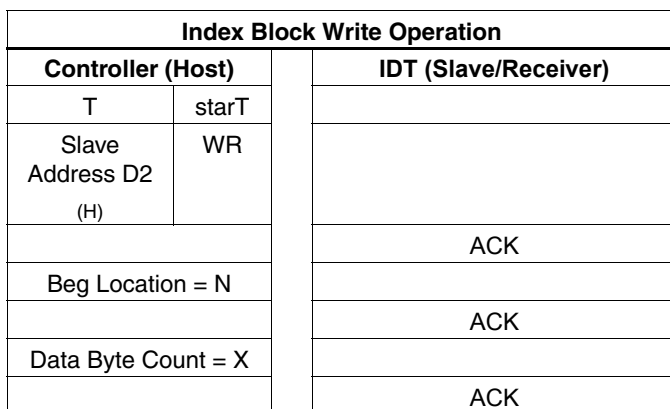 Index Block Write Operation
Controller (Host) IDT (Slave/Receiver)
T starT
Slave WR
Address D2
(H)
ACK
Beg Location = N
ACK
Data Byte Count = X
ACK